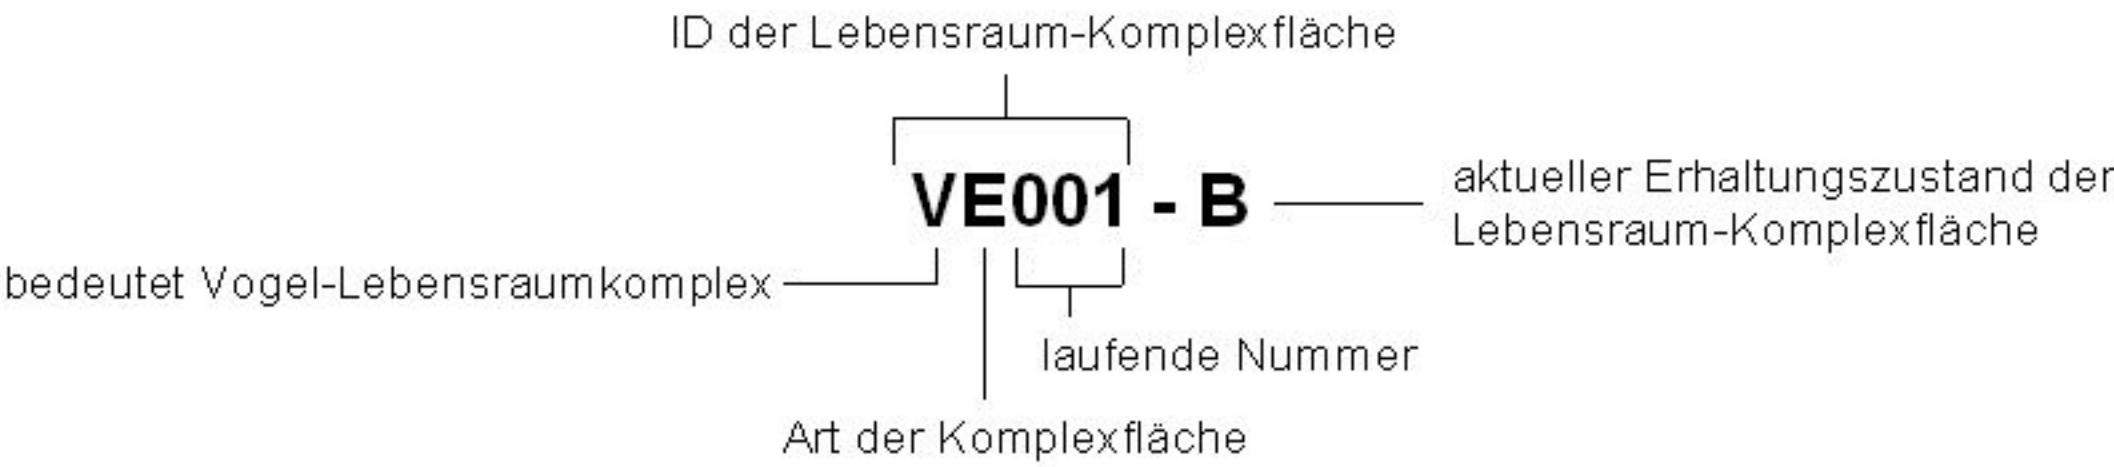 ID der Lebensraum-Komplexfläche
VE001 - B
aktueller Erhaltungszustand der
Lebensraum-Komplexfläche
bedeutet Vogel-Lebensraumkomplex
laufende Nummer
Art der Komplexfläche